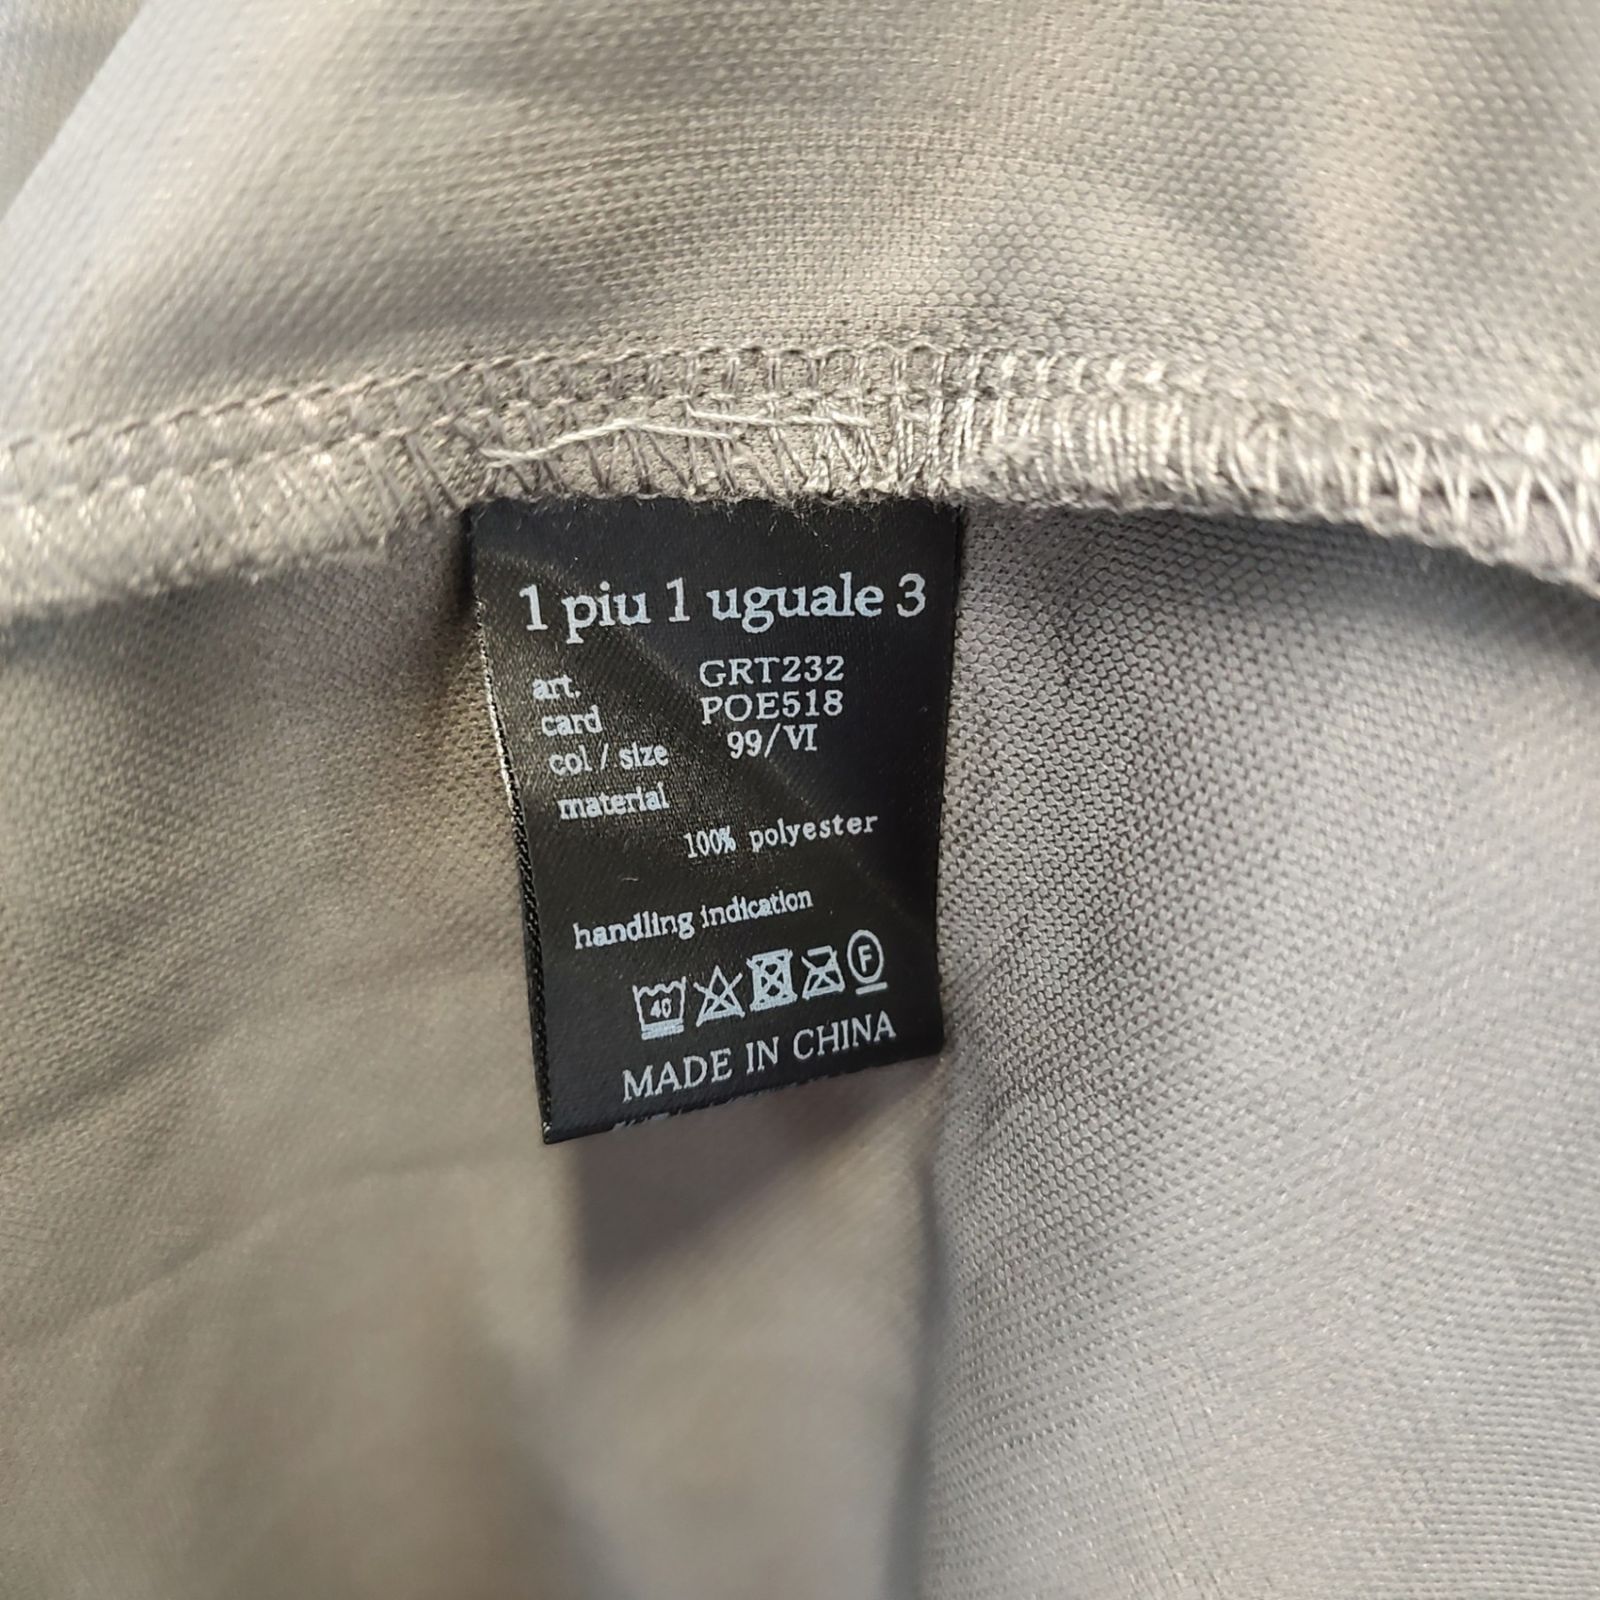 1 piu 1 uguale 3
art. GRT232
card POE518
col / size 99/VI
material
100% polyester
handling indication
40 F
MADE IN CHINA